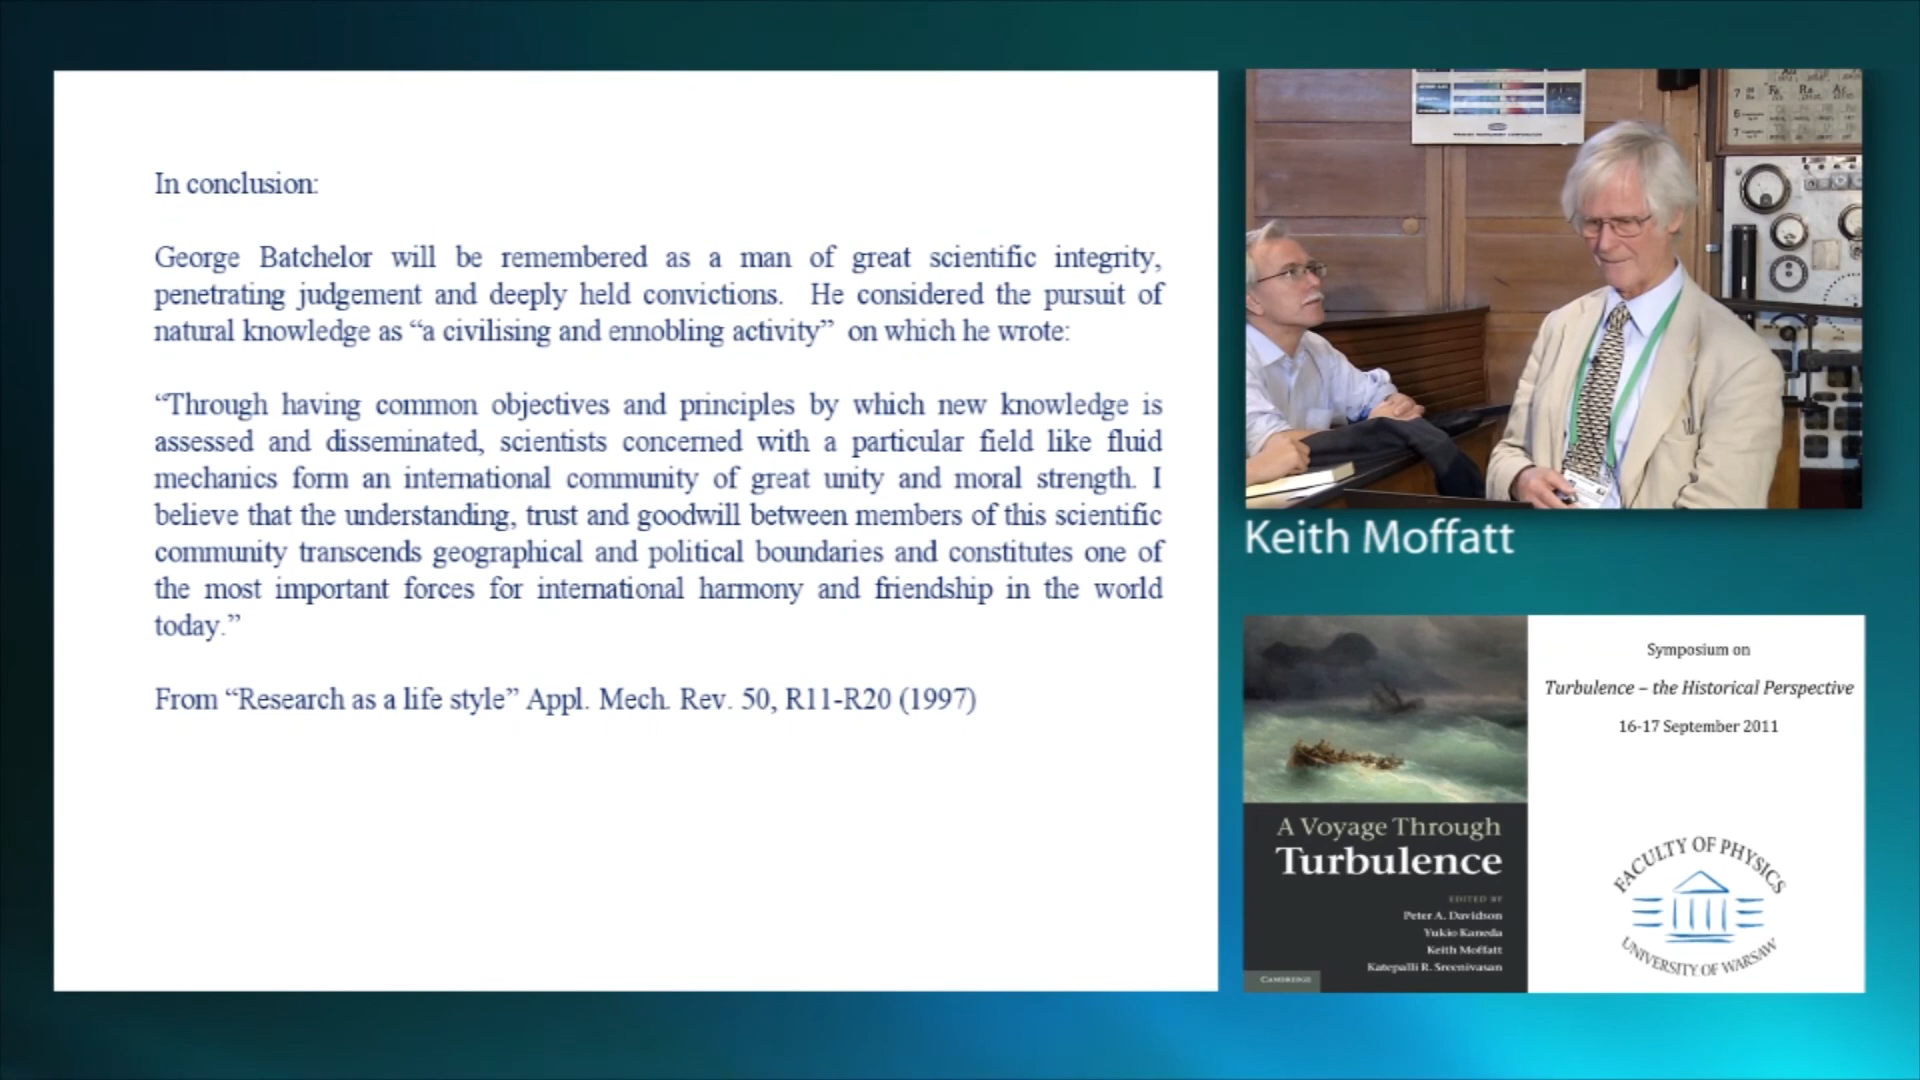 In conclusion:
George Batchelor will be remembered as a man of great scientific integrity,
penetrating judgement and deeply held convictions. He considered the pursuit of
natural knowledge as “a civilising and ennobling activity” on which he wrote:
“Through having common objectives and principles by which new knowledge is
assessed and disseminated, scientists concerned with a particular field like fluid
mechanics form an international community of great unity and moral strength. I
believe that the understanding, trust and goodwill between members of this scientific
community transcends geographical and political boundaries and constitutes one of
the most important forces for international harmony and friendship in the world
today.”
From “Research as a life style” Appl. Mech. Rev. 50, R11-R20 (1997)
Fe Ra As
Keith Moffatt
A Voyage Through
Turbulence
EDITED BY
Peter A. Davidson
Yukio Kaneda
Keith Moffatt
Katepalli R. Sreenivasan
CAMBRIDGE
Symposium on
Turbulence – the Historical Perspective
16-17 September 2011
FACULTY OF PHYSICS
UNIVERSITY OF WARSAW